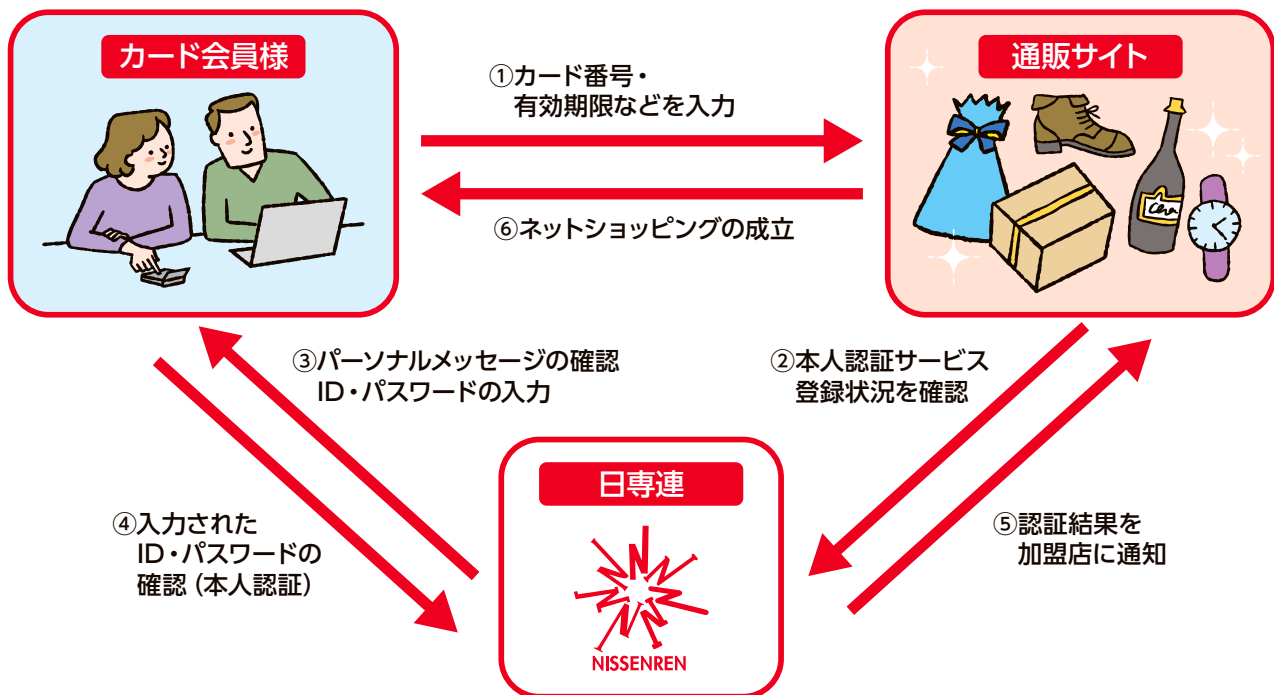 カード会員様
通販サイト
①カード番号・
有効期限などを入力
⑥ネットショッピングの成立
③パーソナルメッセージの確認
ID・パスワードの入力
②本人認証サービス
登録状況を確認
日専連
④入力された
ID・パスワードの
確認（本人認証）
⑤認証結果を
加盟店に通知
NISSENREN